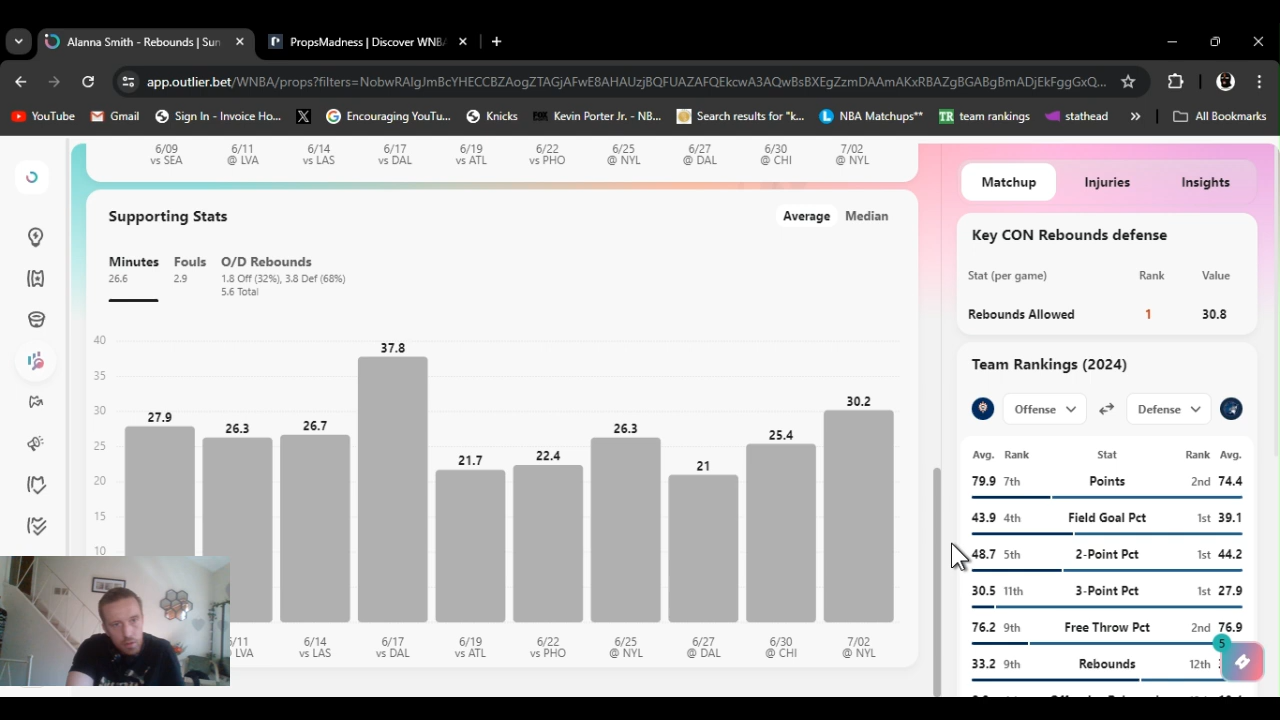 Alanna Smith - Rebounds | Sun
PropsMadness | Discover WNBA
app.outlier.bet/WNBA/props?filters=
YouTube
Gmail
Sign In - Invoice Ho...
Encouraging YouTu...
Knicks
Kevin Porter Jr. - NB...
Search results for "k...
NBA Matchups**
TR team rankings
stathead
»
All Bookmarks
6/09 6/11 6/14 6/17 6/19 6/22 6/25 6/27 6/30 7/02
vs SEA @ LVA vs LAS vs DAL vs ATL vs PHO @ NYL @ DAL @ CHI @ NYL
Supporting Stats
Average Median
Minutes Fouls O/D Rebounds
26.6 2.9 1.8 Off (32%), 3.8 Def (68%)
5.6 Total
40
35
30
25
20
15
10
27.9 26.3 26.7 37.8 21.7 22.4 26.3 21 25.4 30.2
/11 6/14 6/17 6/19 6/22 6/25 6/27 6/30 7/02
LVA vs LAS vs DAL vs ATL vs PHO @ NYL @ DAL @ CHI @ NYL
Matchup Injuries Insights
Key CON Rebounds defense
Stat (per game) Rank Value
Rebounds Allowed 1 30.8
Team Rankings (2024)
Offense Defense
Avg. Rank Stat Rank Avg.
79.9 7th Points 2nd 74.4
43.9 4th Field Goal Pct 1st 39.1
48.7 5th 2-Point Pct 1st 44.2
30.5 11th 3-Point Pct 1st 27.9
76.2 9th Free Throw Pct 2nd 76.9
5
33.2 9th Rebounds 12th